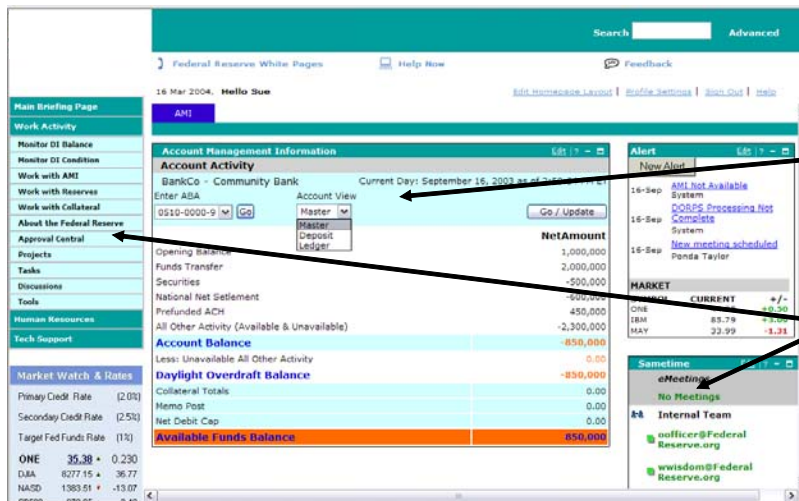 Search Advanced
Federal Reserve White Pages Help Now Feedback
16 Mar 2004, Hello Sue Edit Homepage Layout | Profile Settings | Sign Out | Help
AMI
Main Briefing Page
Work Activity
Monitor DI Balance
Monitor DI Condition
Work with AMI
Work with Reserves
Work with Collateral
About the Federal Reserve
Approval Central
Projects
Tasks
Discussions
Tools
Human Resources
Tech Support
Market Watch & Rates
Primary Credit Rate (2.0%)
Secondary Credit Rate (2.5%)
Target Fed Funds Rate (1%)
ONE 35.38 0.230
DJIA 8277.15 36.77
NASD 1383.51 -13.07
Account Management Information Edit | ? - 
Account Activity
BankCo - Community Bank Current Day: September 16, 2003 as of
Enter ABA Account View
0510-0000-9 Go Master Go / Update
Master
Deposit
Ledger
NetAmount
Opening Balance 1,000,000
Funds Transfer 2,000,000
Securities -500,000
National Net Setlement -600,000
Prefunded ACH 450,000
All Other Activity (Available & Unavailable) -2,300,000
Account Balance -850,000
Less: Unavailable All Other Activity 0.00
Daylight Overdraft Balance -850,000
Collateral Totals 0.00
Memo Post 0.00
Net Debit Cap 0.00
Available Funds Balance 850,000
Alert Edit | ? -
New Alert
16-Sep AMI Not Available
System
16-Sep DORPS Processing Not
Complete
System
16-Sep New meeting scheduled
Ponda Taylor
MARKET
SYMBOL CURRENT +/-
ONE +0.50
IBM 85.79
MAY 33.99 -1.31
Sametime
eMeetings
No Meetings
Internal Team
oofficer@Federal
Reserve.org
wwisdom@Federal
Reserve.org